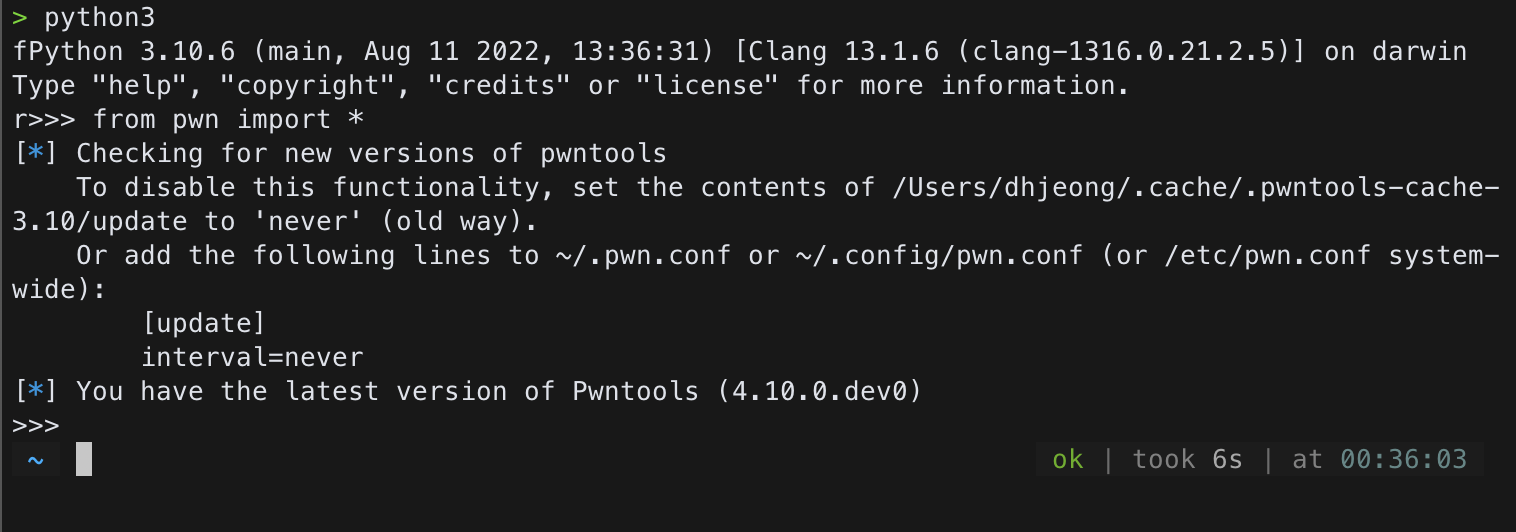 > python3
fPython 3.10.6 (main, Aug 11 2022, 13:36:31) [Clang 13.1.6 (clang-1316.0.21.2.5)] on darwin
Type "help", "copyright", "credits" or "license" for more information.
r>>> from pwn import *
[*] Checking for new versions of pwntools
    To disable this functionality, set the contents of /Users/dhjeong/.cache/.pwntools-cache-
3.10/update to 'never' (old way).
    Or add the following lines to ~/.pwn.conf or ~/.config/pwn.conf (or /etc/pwn.conf system-
wide):
        [update]
        interval=never
[*] You have the latest version of Pwntools (4.10.0.dev0)
>>>
~ ok | took 6s | at 00:36:03